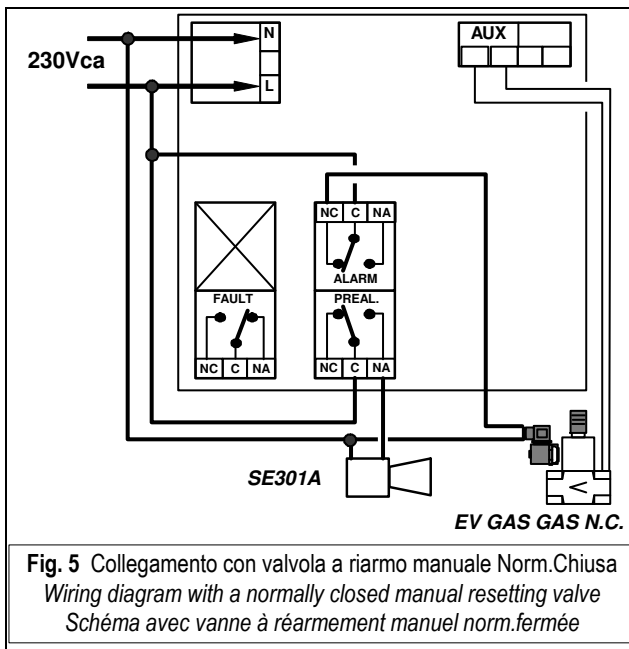 N
AUX
230Vca
L
NC C NA
ALARM
FAULT
PREAL.
NC C NA
NC C NA
SE301A
EV GAS GAS N.C.
Fig. 5 Collegamento con valvola a riarmo manuale Norm.Chiusa
Wiring diagram with a normally closed manual resetting valve
Schéma avec vanne à réarmement manuel norm.fermée